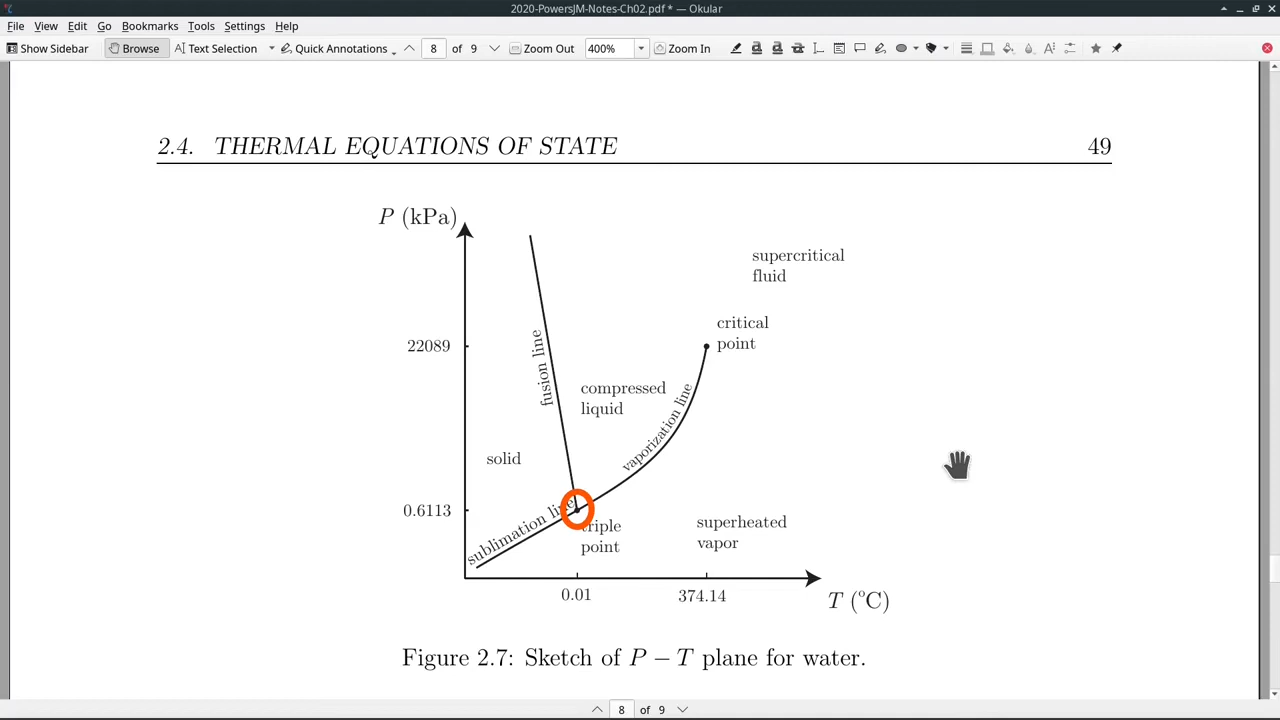 2020-PowersJM-Notes-Ch02.pdf * — Okular
File View Edit Go Bookmarks Tools Settings Help
Show Sidebar Browse Text Selection Quick Annotations 8 of 9 Zoom Out 400% Zoom In
2.4. THERMAL EQUATIONS OF STATE 49
P (kPa)
supercritical
fluid
critical
point
22089
fusion line
compressed
liquid
vaporization line
solid
0.6113
sublimation line
triple
point
superheated
vapor
0.01
374.14
T (°C)
Figure 2.7: Sketch of P − T plane for water.
8 of 9